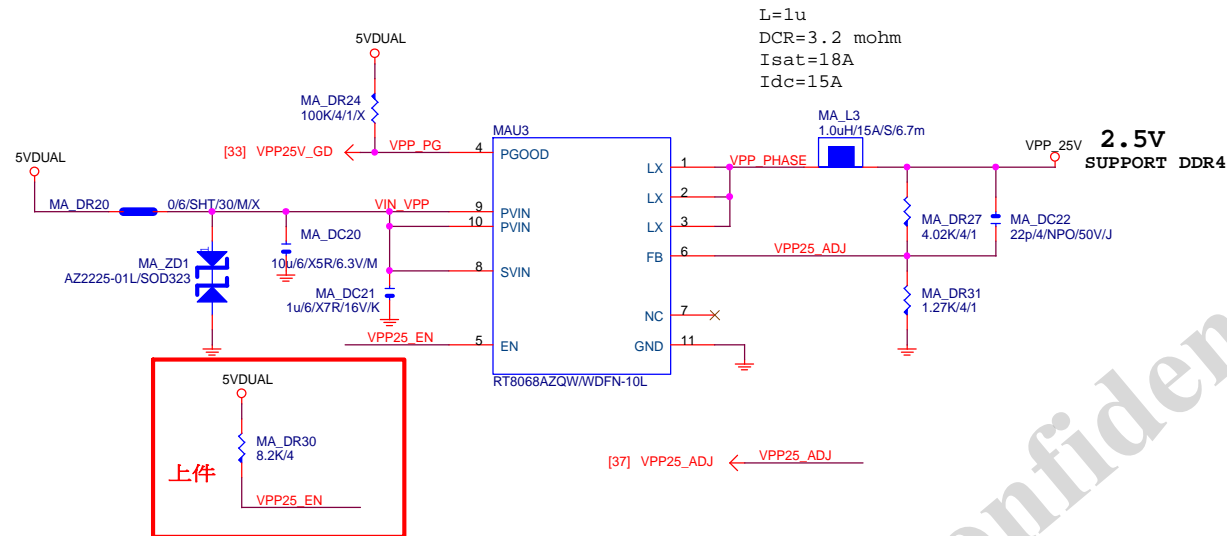 L=1u
DCR=3.2 mohm
Isat=18A
Idc=15A
5VDUAL
MA_DR24
100K/4/1/X
MAU3
MA_L3
1.0uH/15A/S/6.7m
[33] VPP25V_GD
VPP_PG
4
PGOOD
LX
1
VPP_PHASE
VPP_25V
2.5V
SUPPORT DDR4
5VDUAL
MA_DR20
0/6/SHT/30/M/X
VIN_VPP
9
PVIN
10
PVIN
LX
2
LX
3
MA_DR27
4.02K/4/1
MA_DC22
22p/4/NPO/50V/J
MA_ZD1
AZ2225-01L/SOD323
1
MA_DC20
10u/6/X5R/6.3V/M
8
SVIN
FB
6
VPP25_ADJ
MA_DC21
1u/6/X7R/16V/K
MA_DR31
1.27K/4/1
NC
7
VPP25_EN
5
EN
GND
11
RT8068AZQW/WDFN-10L
5VDUAL
MA_DR30
8.2K/4
上件
VPP25_EN
[37] VPP25_ADJ
VPP25_ADJ